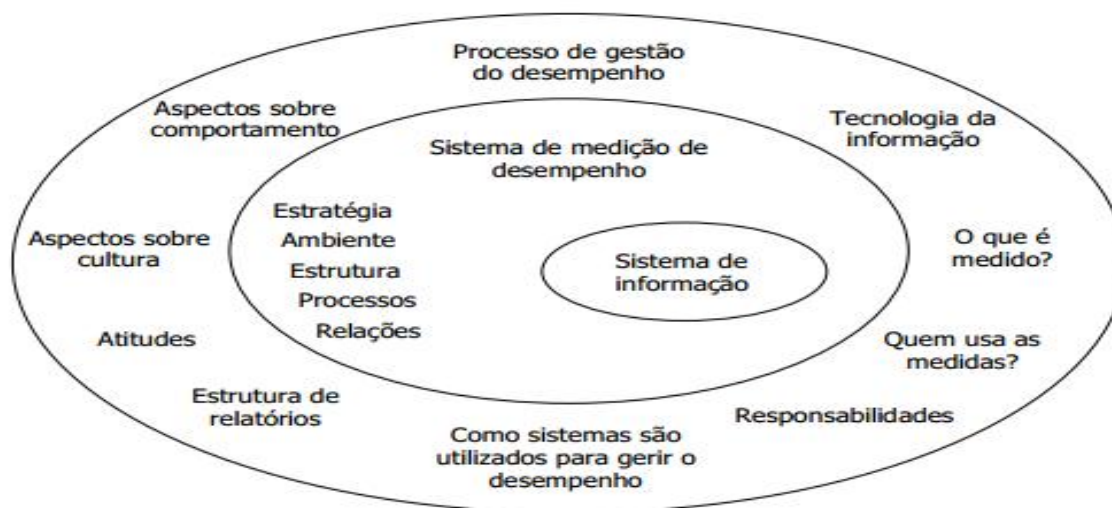 Processo de gestão
do desempenho
Aspectos sobre
comportamento
Tecnologia da
informação
Sistema de medição de
desempenho
Estratégia
Ambiente
Estrutura
Processos
Relações
Aspectos sobre
cultura
Sistema de
informação
O que é
medido?
Atitudes
Quem usa as
medidas?
Estrutura de
relatórios
Responsabilidades
Como sistemas são
utilizados para gerir o
desempenho